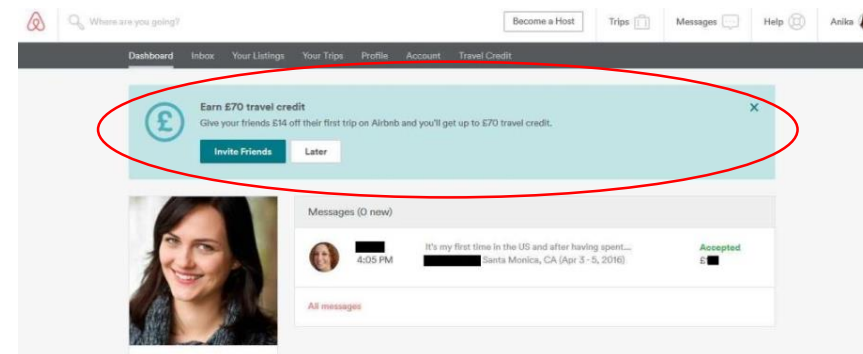 Where are you going?
Become a Host
Trips
Messages
Help
Anika
Dashboard Inbox Your Listings Your Trips Profile Account Travel Credit
£
Earn £70 travel credit
Give your friends £14 off their first trip on Airbnb and you'll get up to £70 travel credit.
Invite Friends
Later
Messages (0 new)
4:05 PM
It's my first time in the US and after having spent...
Santa Monica, CA (Apr 3 - 5, 2016)
Accepted
£
All messages